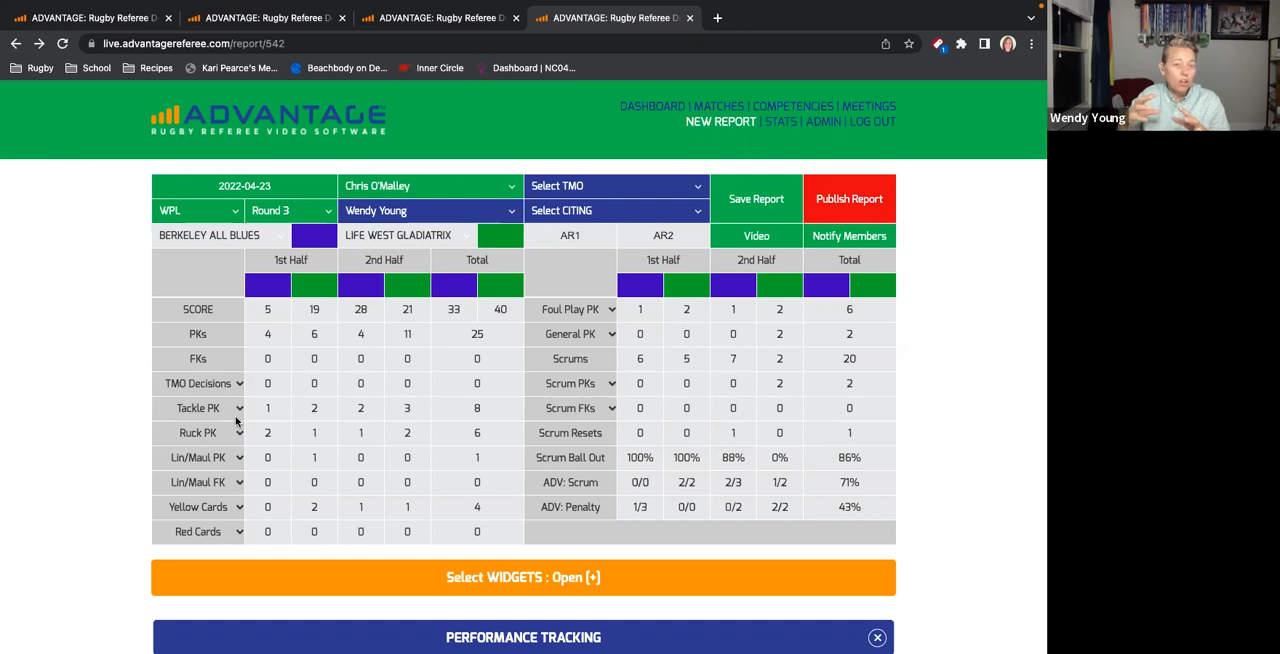 ADVANTAGE: Rugby Referee D
ADVANTAGE: Rugby Referee D
ADVANTAGE: Rugby Referee D
ADVANTAGE: Rugby Referee D
live.advantagereferee.com/report/542
1
Rugby
School
Recipes
Kari Pearce's Me...
Beachbody on De...
Inner Circle
Dashboard | NC04...
ADVANTAGE
RUGBY REFEREE VIDEO SOFTWARE
DASHBOARD | MATCHES | COMPETENCIES | MEETINGS
NEW REPORT | STATS | ADMIN | LOG OUT
Wendy Young
2022-04-23
Chris O'Malley
Select TMO
Save Report
Publish Report
WPL
Round 3
Wendy Young
Select CITING
BERKELEY ALL BLUES
LIFE WEST GLADIATRIX
AR1
AR2
Video
Notify Members
1st Half 2nd Half Total
1st Half 2nd Half Total
SCORE 5 19 28 21 33 40
Foul Play PK 1 2 1 2 6
PKs 4 6 4 11 25
General PK 0 0 0 2 2
FKs 0 0 0 0 0
Scrums 6 5 7 2 20
TMO Decisions 0 0 0 0 0
Scrum PKs 0 0 0 2 2
Tackle PK 1 2 2 3 8
Scrum FKs 0 0 0 0 0
Ruck PK 2 1 1 2 6
Scrum Resets 0 0 1 0 1
Lin/Maul PK 0 1 0 0 1
Scrum Ball Out 100% 100% 88% 0% 86%
Lin/Maul FK 0 0 0 0 0
ADV: Scrum 0/0 2/2 2/3 1/2 71%
Yellow Cards 0 2 1 1 4
ADV: Penalty 1/3 0/0 0/2 2/2 43%
Red Cards 0 0 0 0 0
Select WIDGETS : Open [+]
PERFORMANCE TRACKING